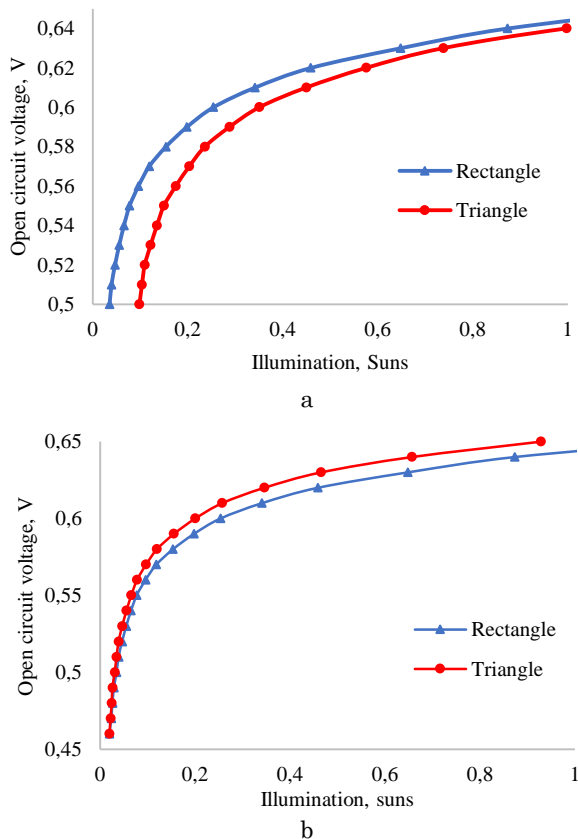 0,64
0,62
0,6
0,58
0,56
0,54
0,52
0,5
Open circuit voltage, V
Rectangle
Triangle
0 0,2 0,4 0,6 0,8 1
Illumination, Suns
a
0,65
0,6
0,55
0,5
0,45
Open circuit voltage, V
Rectangle
Triangle
0 0,2 0,4 0,6 0,8 1
Illumination, suns
b